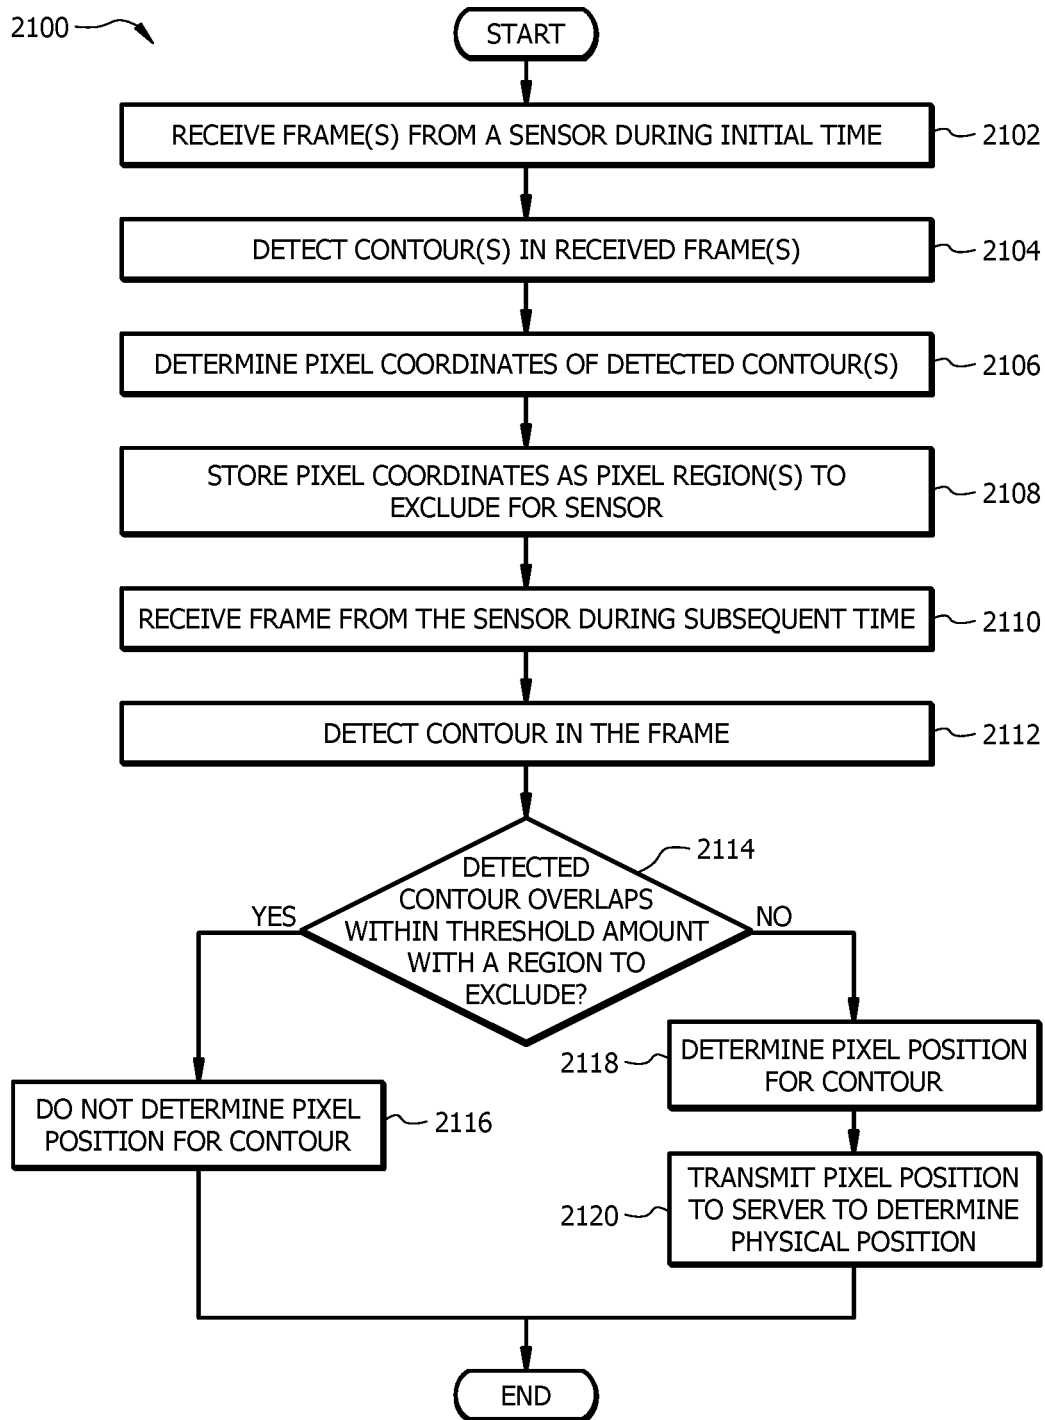 2100
START
RECEIVE FRAME(S) FROM A SENSOR DURING INITIAL TIME
2102
DETECT CONTOUR(S) IN RECEIVED FRAME(S)
2104
DETERMINE PIXEL COORDINATES OF DETECTED CONTOUR(S)
2106
STORE PIXEL COORDINATES AS PIXEL REGION(S) TO
EXCLUDE FOR SENSOR
2108
RECEIVE FRAME FROM THE SENSOR DURING SUBSEQUENT TIME
2110
DETECT CONTOUR IN THE FRAME
2112
DETECTED
CONTOUR OVERLAPS
WITHIN THRESHOLD AMOUNT
WITH A REGION TO
EXCLUDE?
2114
YES
NO
DO NOT DETERMINE PIXEL
POSITION FOR CONTOUR
2116
2118
DETERMINE PIXEL POSITION
FOR CONTOUR
2120
TRANSMIT PIXEL POSITION
TO SERVER TO DETERMINE
PHYSICAL POSITION
END